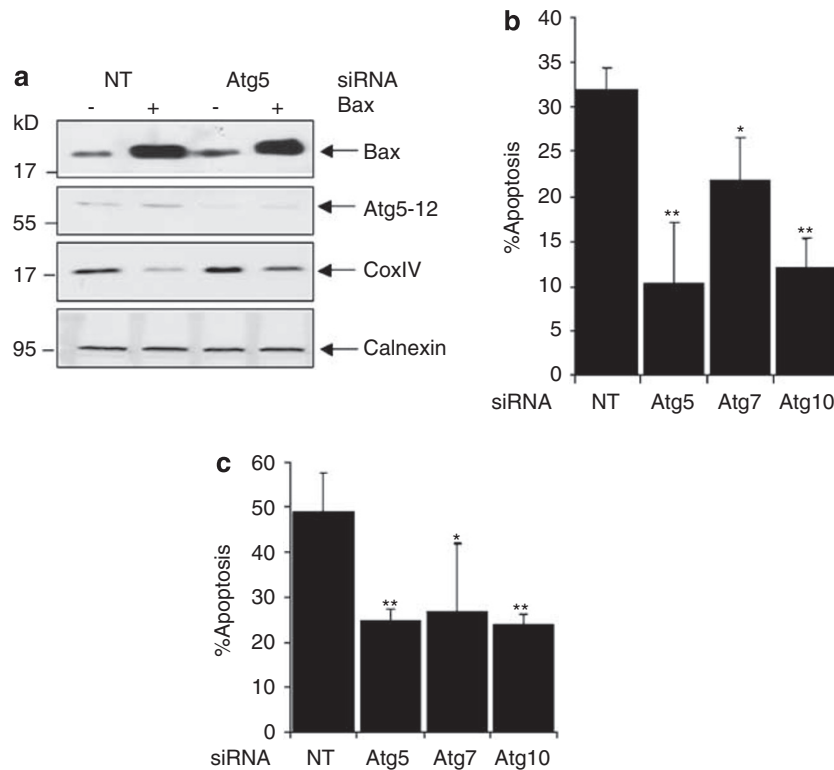 a
NT Atg5 siRNA
- + - + Bax
kD
17
Bax
55
Atg5-12
17
CoxIV
95
Calnexin
b
%Apoptosis
40
35
30
25
20
15
10
5
0
**
*
**
siRNA NT Atg5 Atg7 Atg10
c
%Apoptosis
60
50
40
30
20
10
0
**
*
**
siRNA NT Atg5 Atg7 Atg10